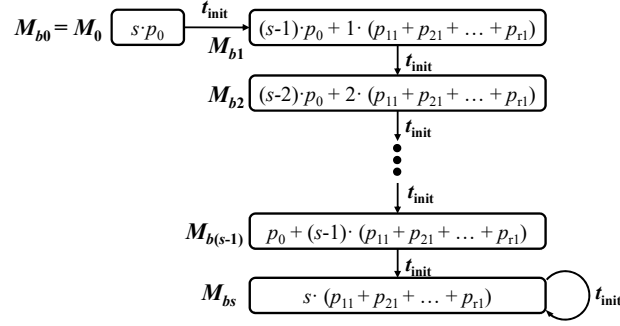 t_init
M_b0 = M_0 s·p_0 (s-1)·p_0 + 1· (p_11 + p_21 + … + p_r1)
M_b1
t_init
M_b2 (s-2)·p_0 + 2· (p_11 + p_21 + … + p_r1)
t_init
t_init
M_b(s-1) p_0 + (s-1)· (p_11 + p_21 + … + p_r1)
t_init
M_bs s· (p_11 + p_21 + … + p_r1) t_init